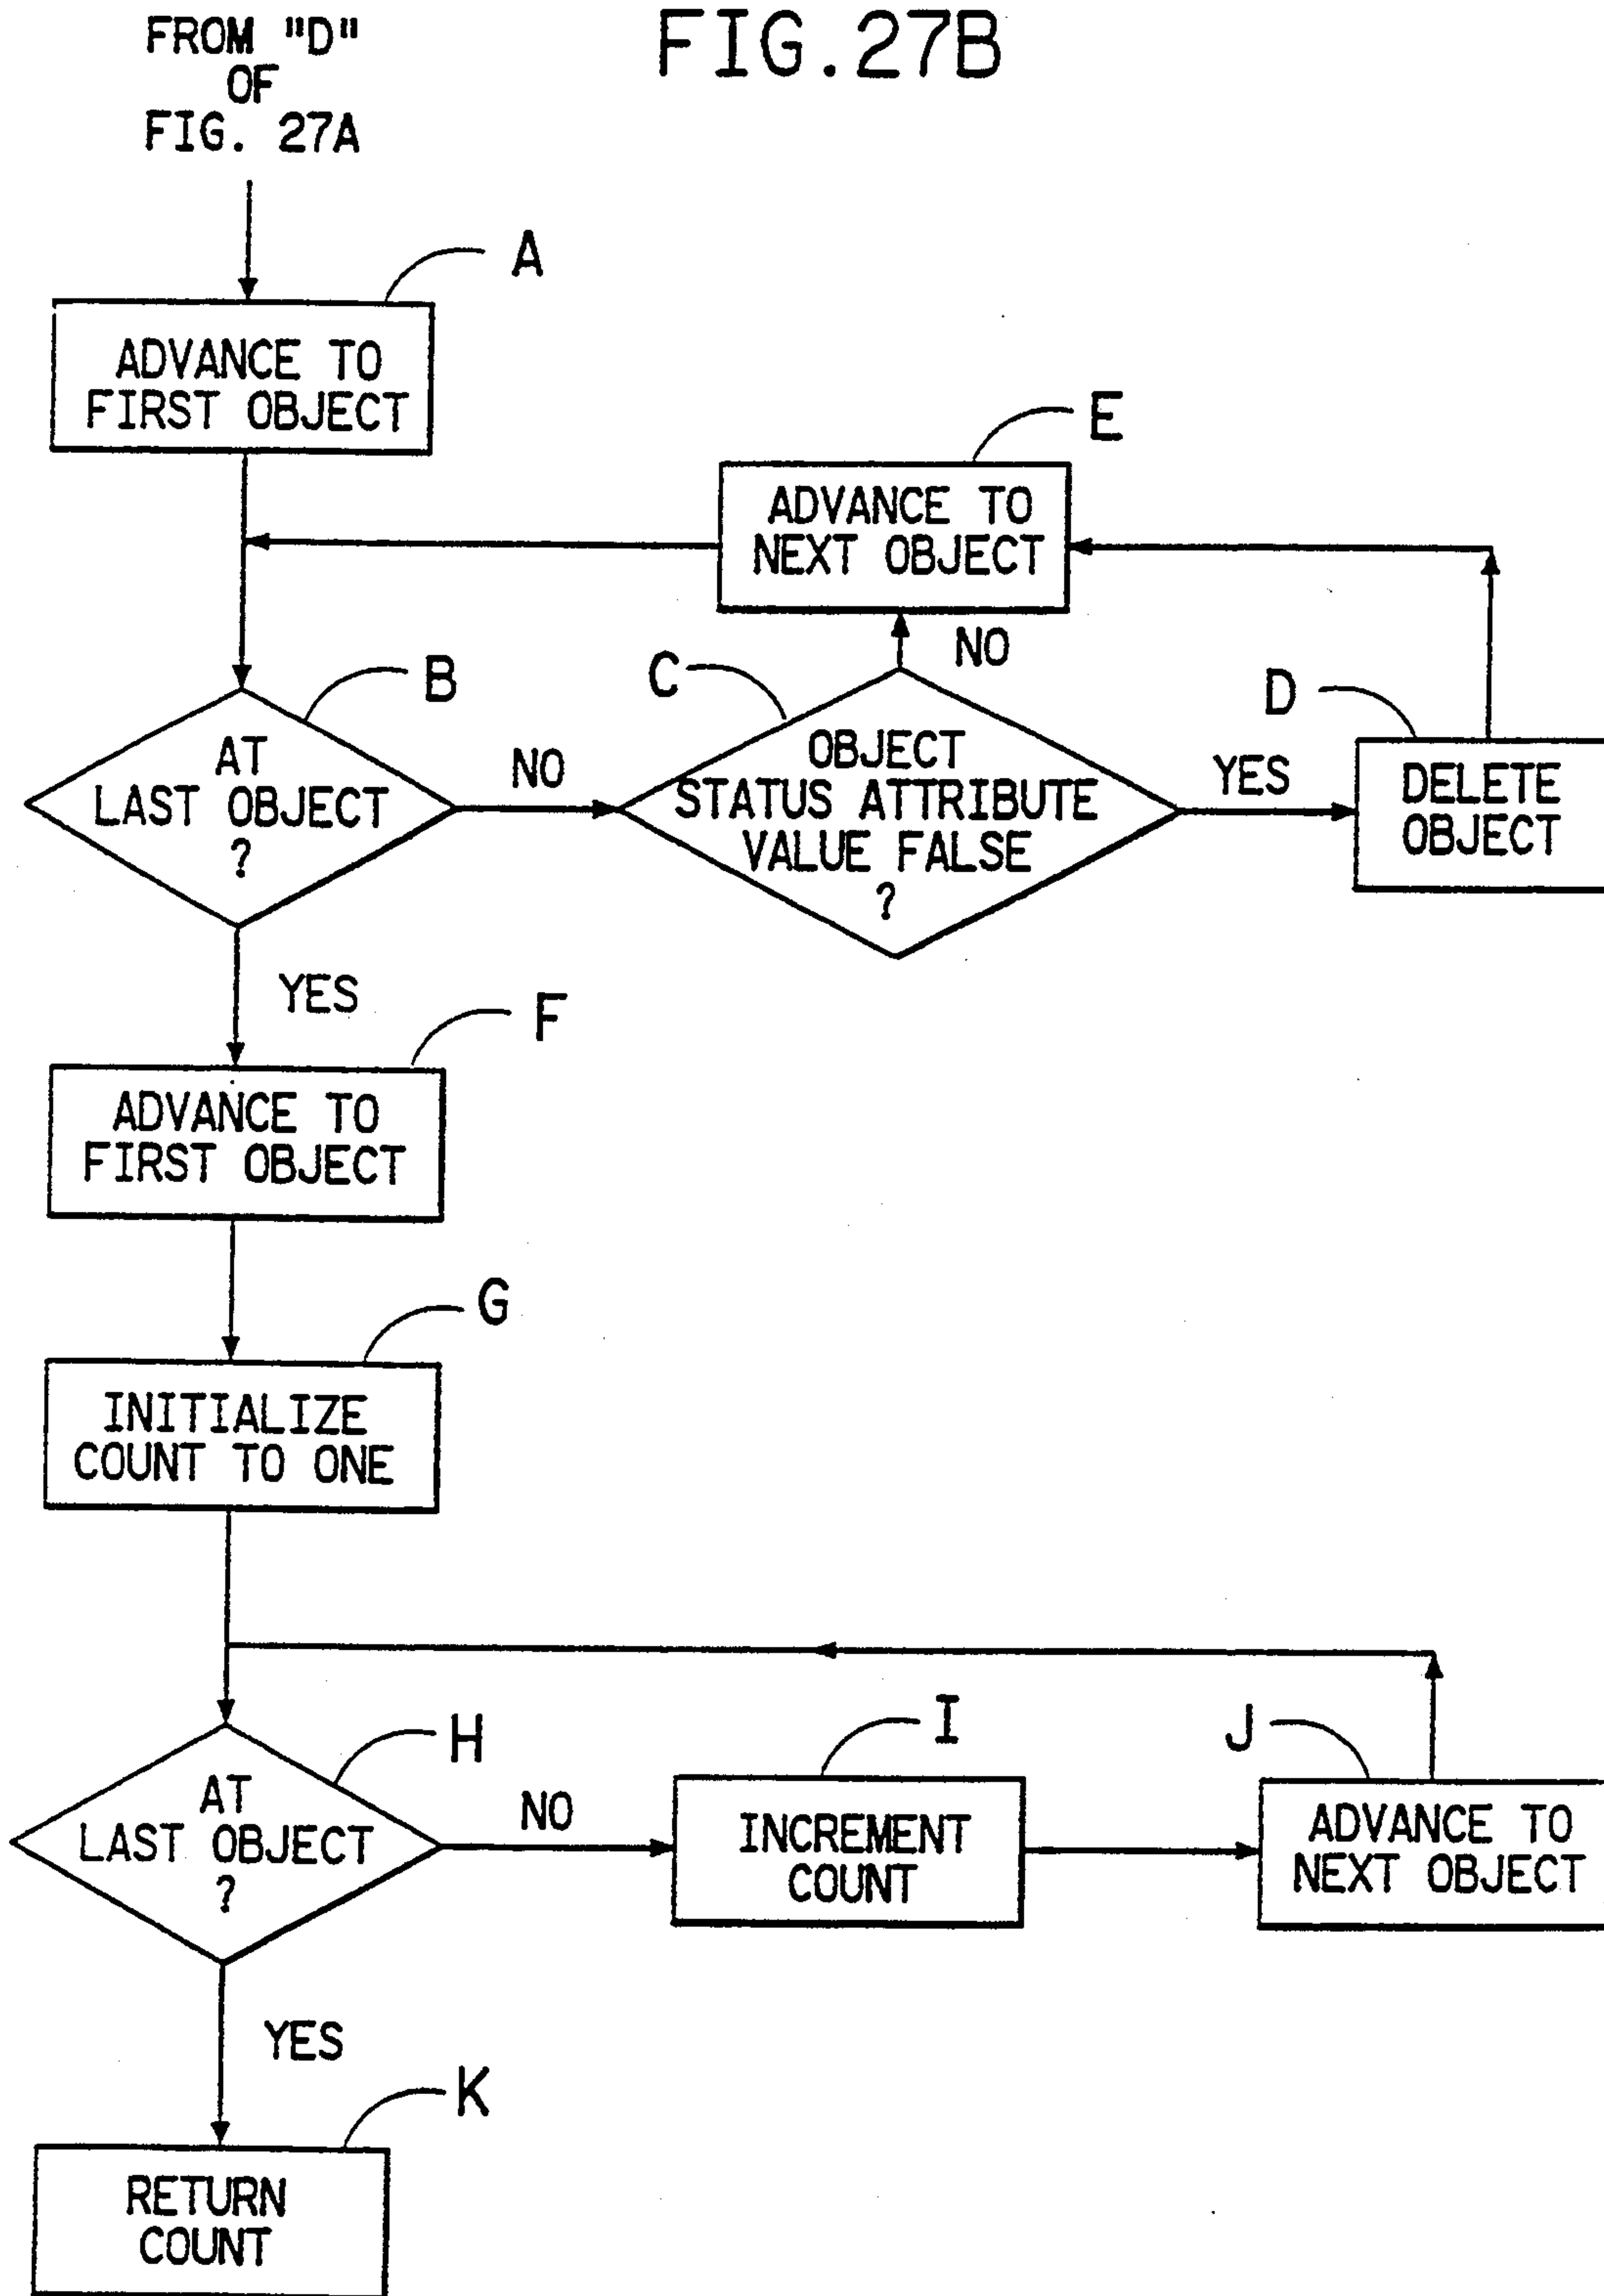 FROM "D"
OF
FIG. 27A
FIG.27B
A
ADVANCE TO
FIRST OBJECT
E
ADVANCE TO
NEXT OBJECT
B
AT
LAST OBJECT
?
NO
C
NO
OBJECT
STATUS ATTRIBUTE
VALUE FALSE
?
YES
D
DELETE
OBJECT
YES
F
ADVANCE TO
FIRST OBJECT
G
INITIALIZE
COUNT TO ONE
H
AT
LAST OBJECT
?
NO
I
INCREMENT
COUNT
J
ADVANCE TO
NEXT OBJECT
YES
K
RETURN
COUNT